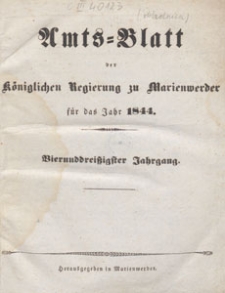 Amts=Blatt
der
Königlichen Regierung zu Marienwerder
für das Jahr 1844.
Vierunddreißigster Jahrgang.
Herausgegeben in Marienwerder.